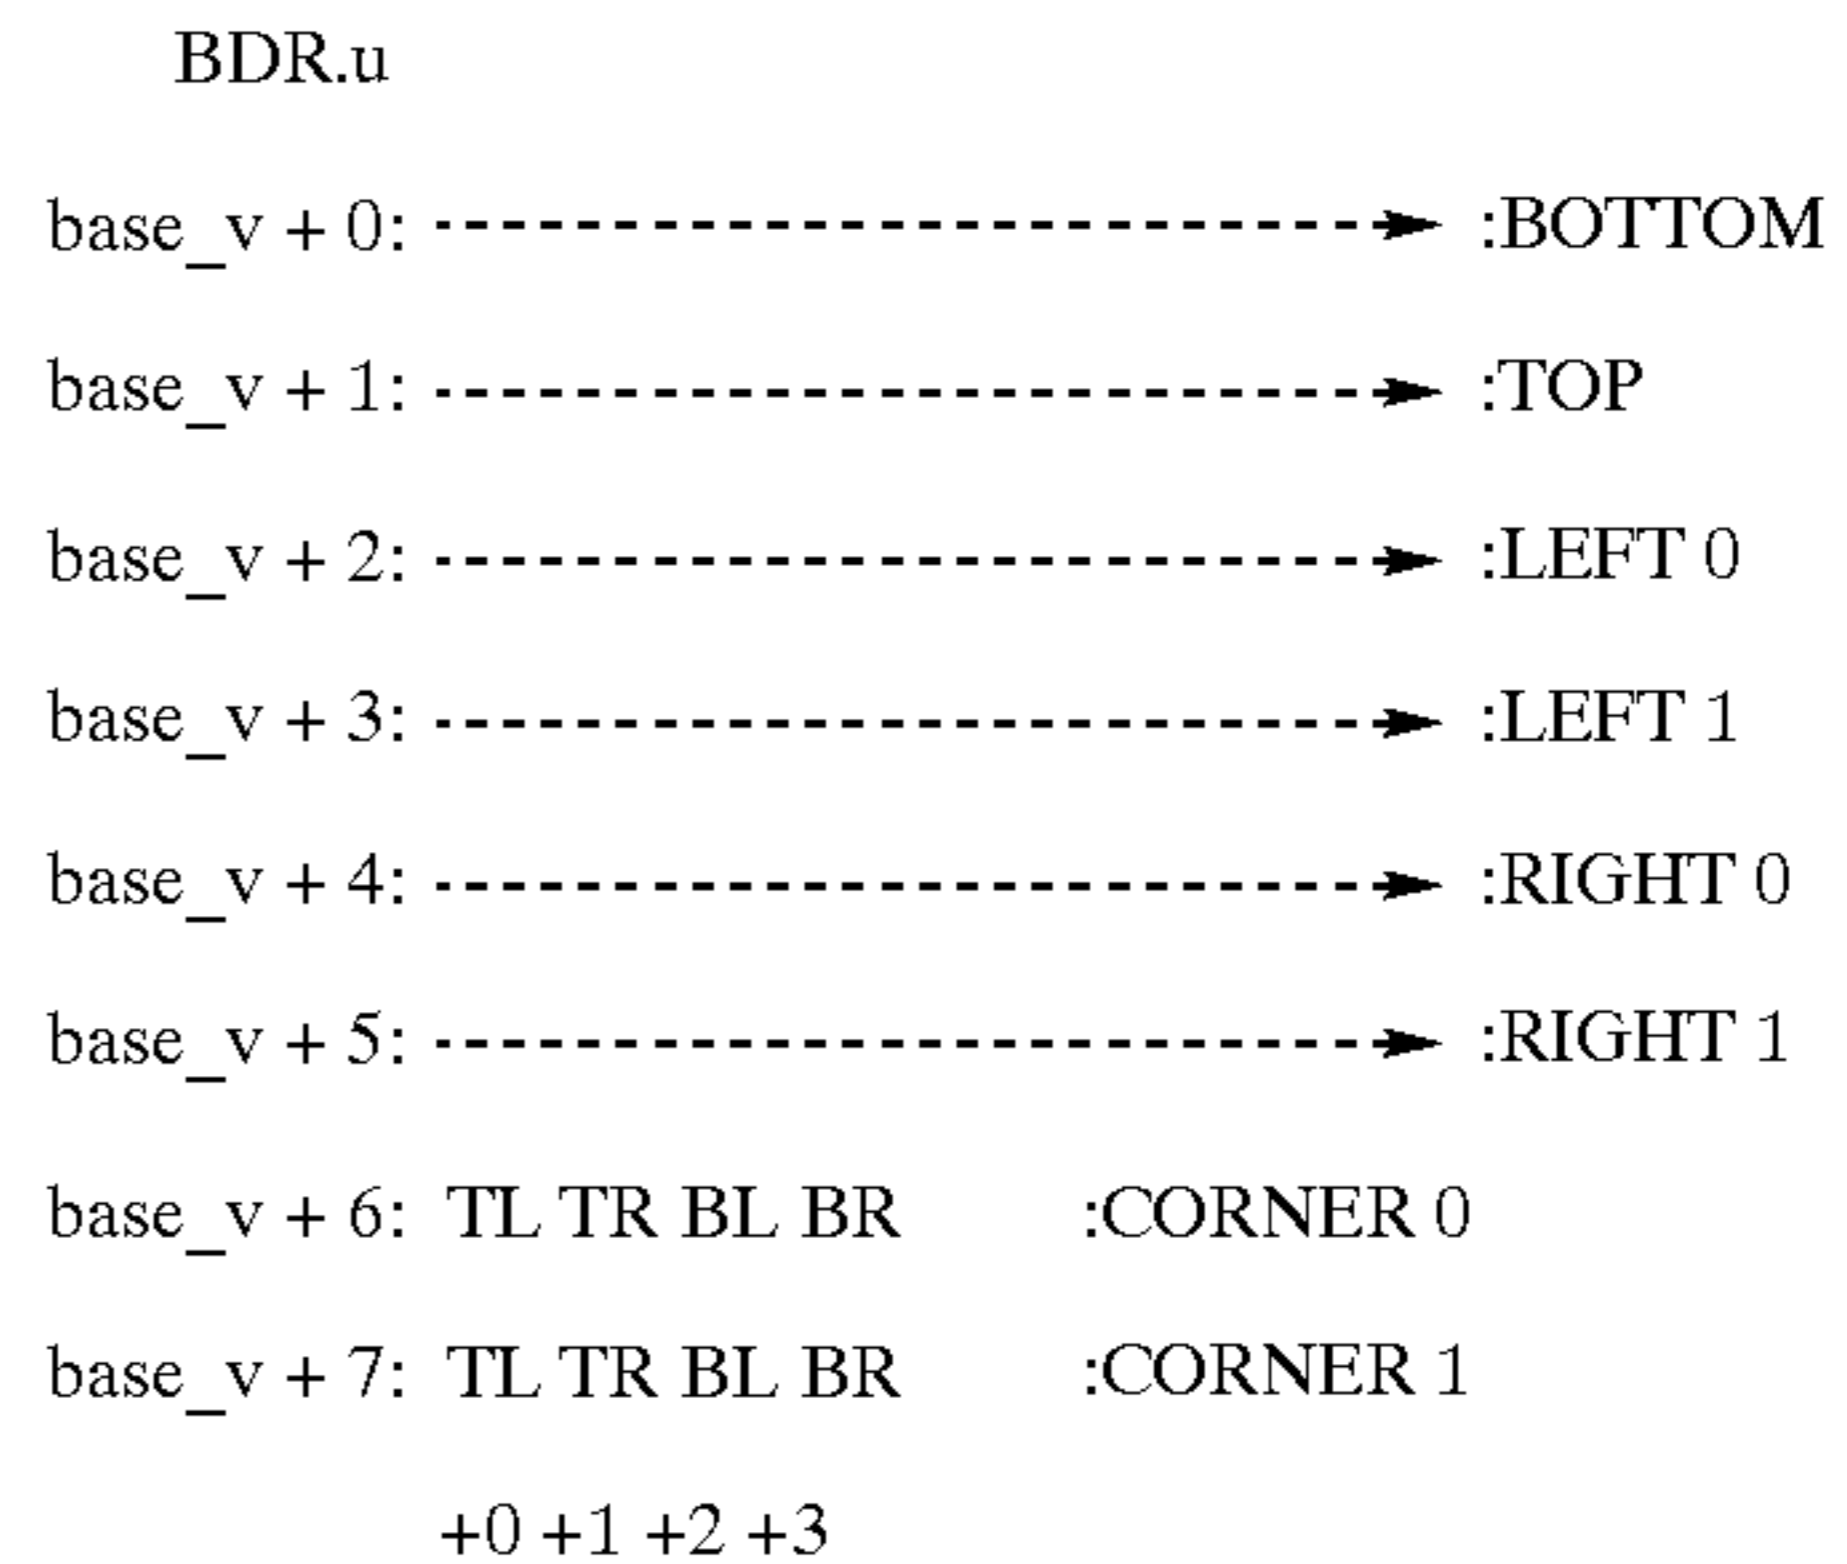 BDR.u
base_v + 0: :BOTTOM
base_v + 1: :TOP
base_v + 2: :LEFT 0
base_v + 3: :LEFT 1
base_v + 4: :RIGHT 0
base_v + 5: :RIGHT 1
base_v + 6: TL TR BL BR :CORNER 0
base_v + 7: TL TR BL BR :CORNER 1
+0 +1 +2 +3